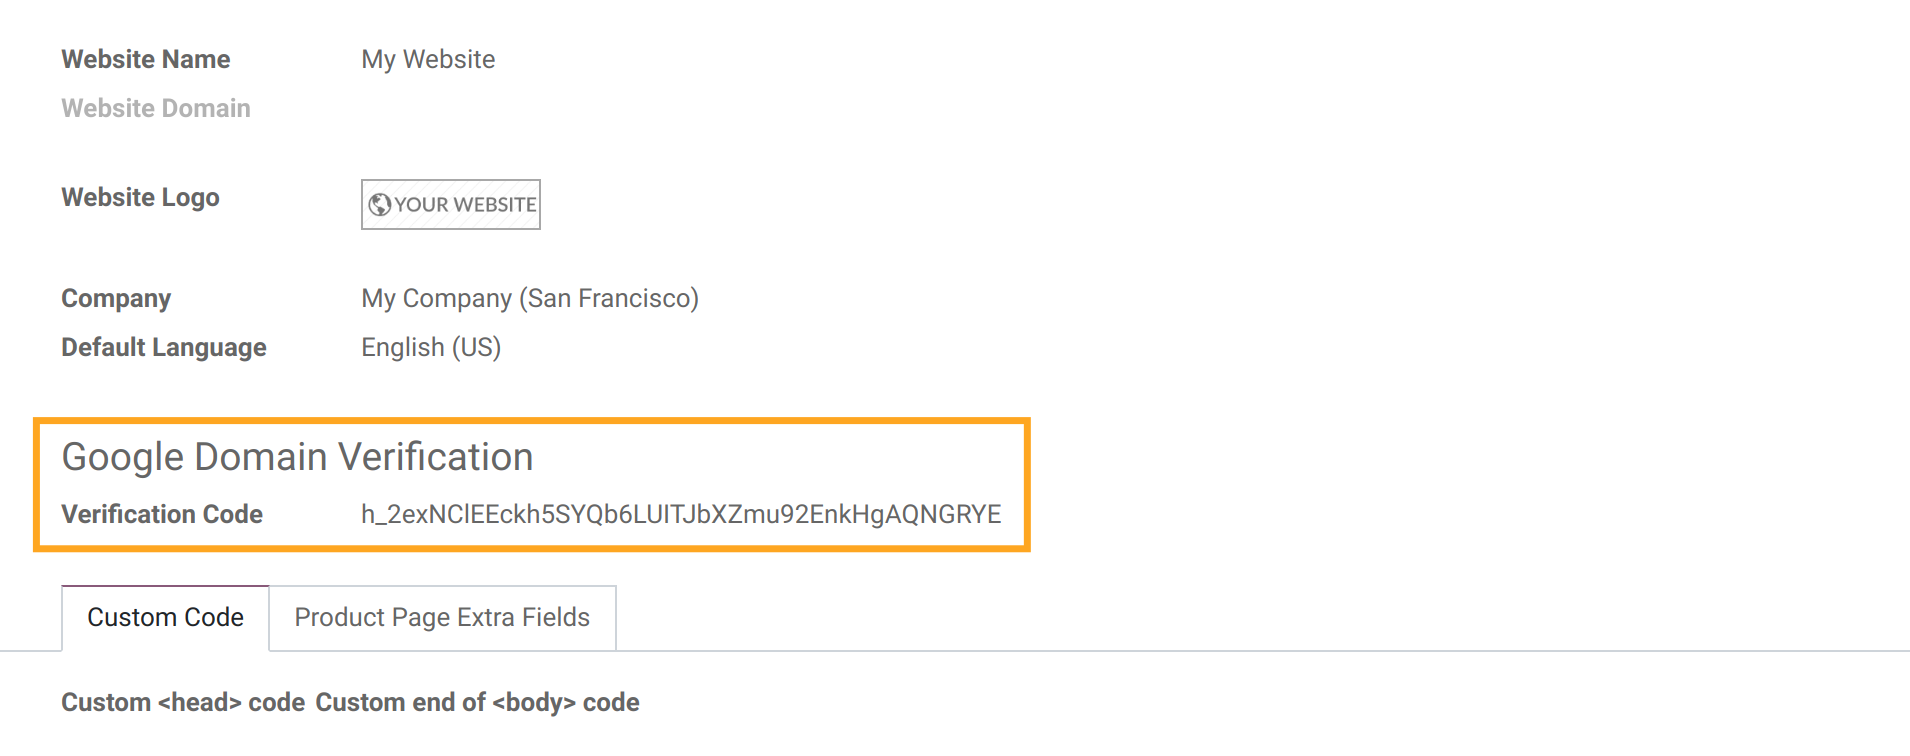 Website Name My Website
Website Domain
Website Logo YOUR WEBSITE
Company My Company (San Francisco)
Default Language English (US)
Google Domain Verification
Verification Code h_2exNClEEckh5SYQb6LUITJbXZmu92EnkHgAQNGRYE
Custom Code Product Page Extra Fields
Custom <head> code Custom end of <body> code